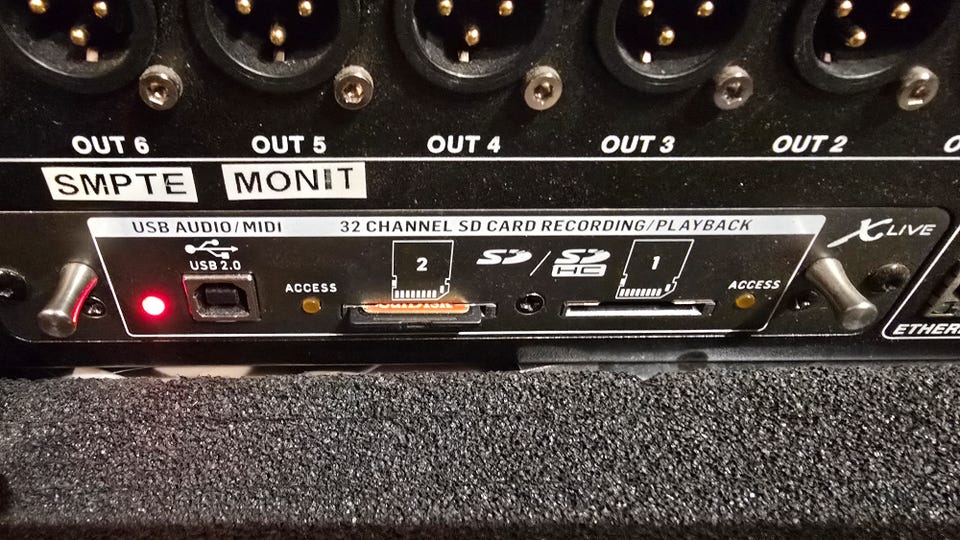 OUT 6 OUT 5 OUT 4 OUT 3 OUT 2
SMPTE MONIT
USB AUDIO/MIDI 32 CHANNEL SD CARD RECORDING/PLAYBACK
X LIVE
USB 2.0
2 SD / SD HC 1
ACCESS ACCESS